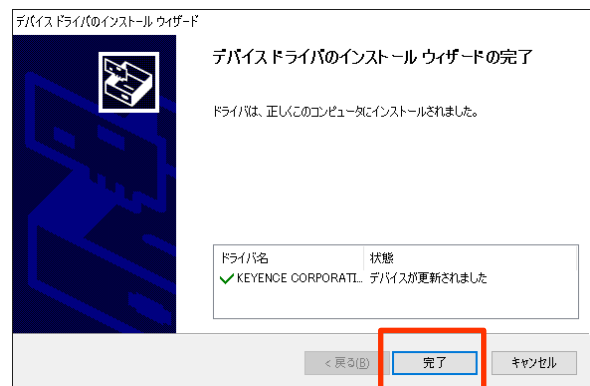 デバイス ドライバのインストール ウィザード
デバイス ドライバのインストール ウィザードの完了
ドライバは、正しくこのコンピュータにインストールされました。
ドライバ名 状態
KEYENCE CORPORATI... デバイスが更新されました
< 戻る(B) 完了 キャンセル